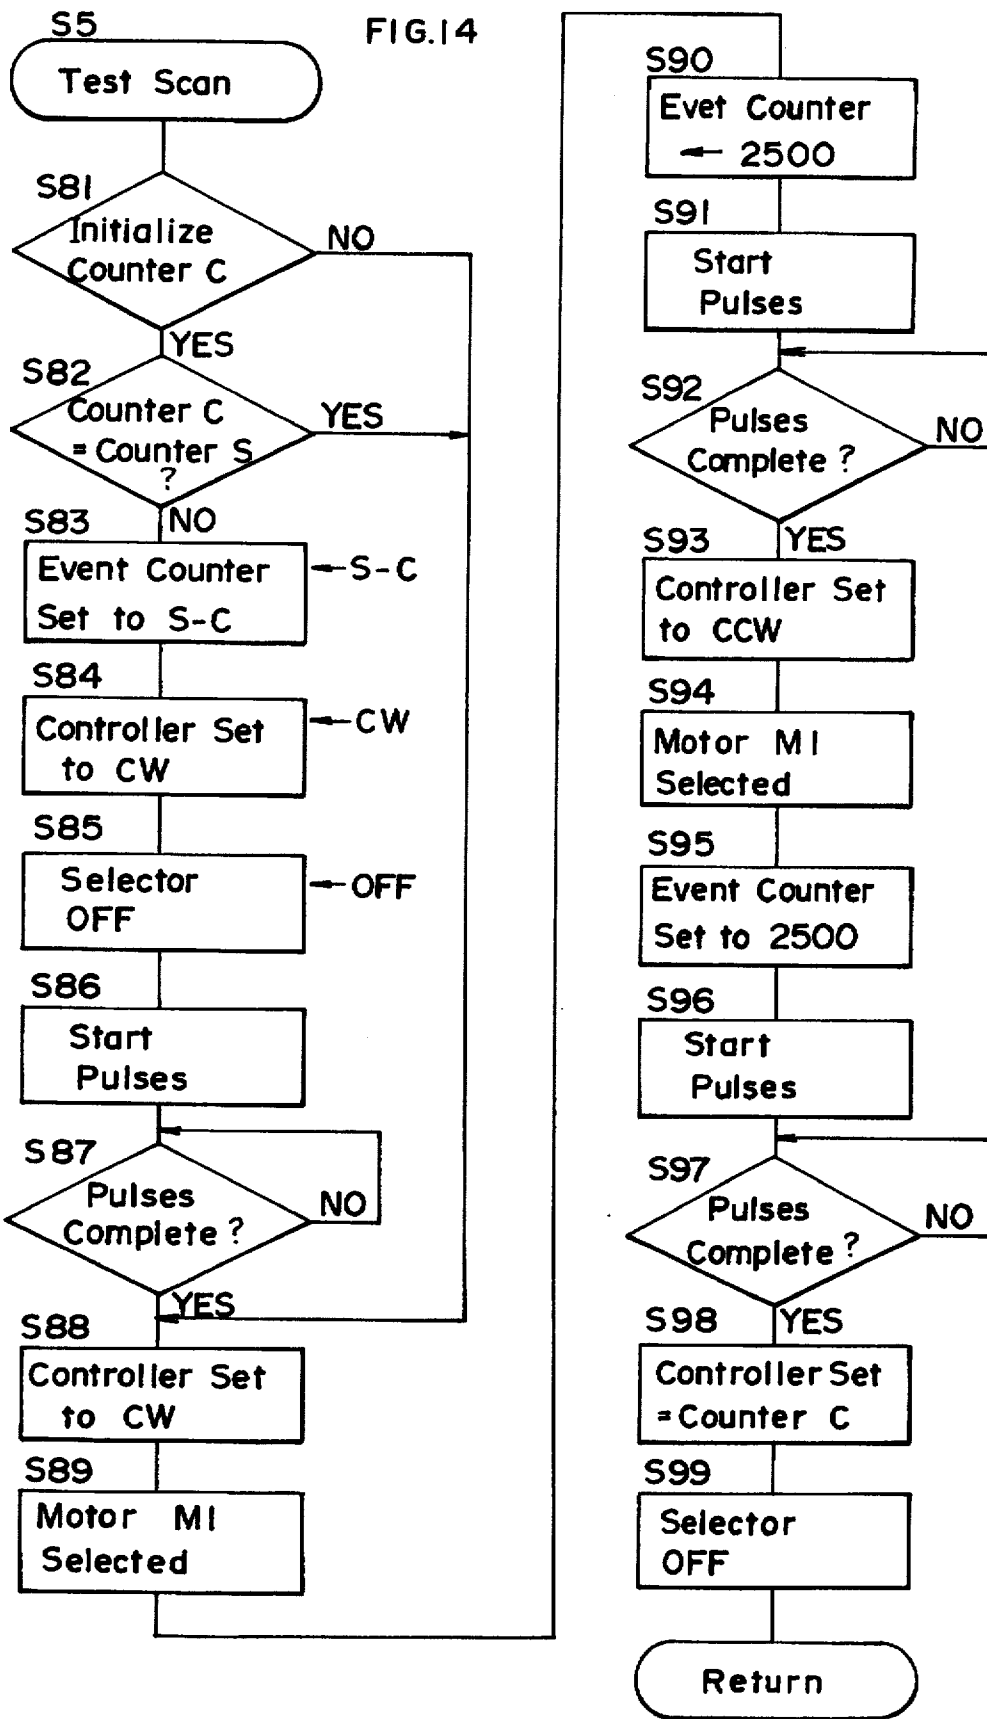 FIG.14
S5
Test Scan
S81
Initialize
Counter C
NO
YES
S82
Counter C
= Counter S
?
YES
NO
S83
Event Counter
Set to S-C
←S-C
S84
Controller Set
to CW
←CW
S85
Selector
OFF
←OFF
S86
Start
Pulses
S87
Pulses
Complete ?
NO
YES
S88
Controller Set
to CW
S89
Motor M1
Selected
S90
Evet Counter
← 2500
S91
Start
Pulses
S92
Pulses
Complete ?
NO
YES
S93
Controller Set
to CCW
S94
Motor M1
Selected
S95
Event Counter
Set to 2500
S96
Start
Pulses
S97
Pulses
Complete ?
NO
YES
S98
Controller Set
= Counter C
S99
Selector
OFF
Return